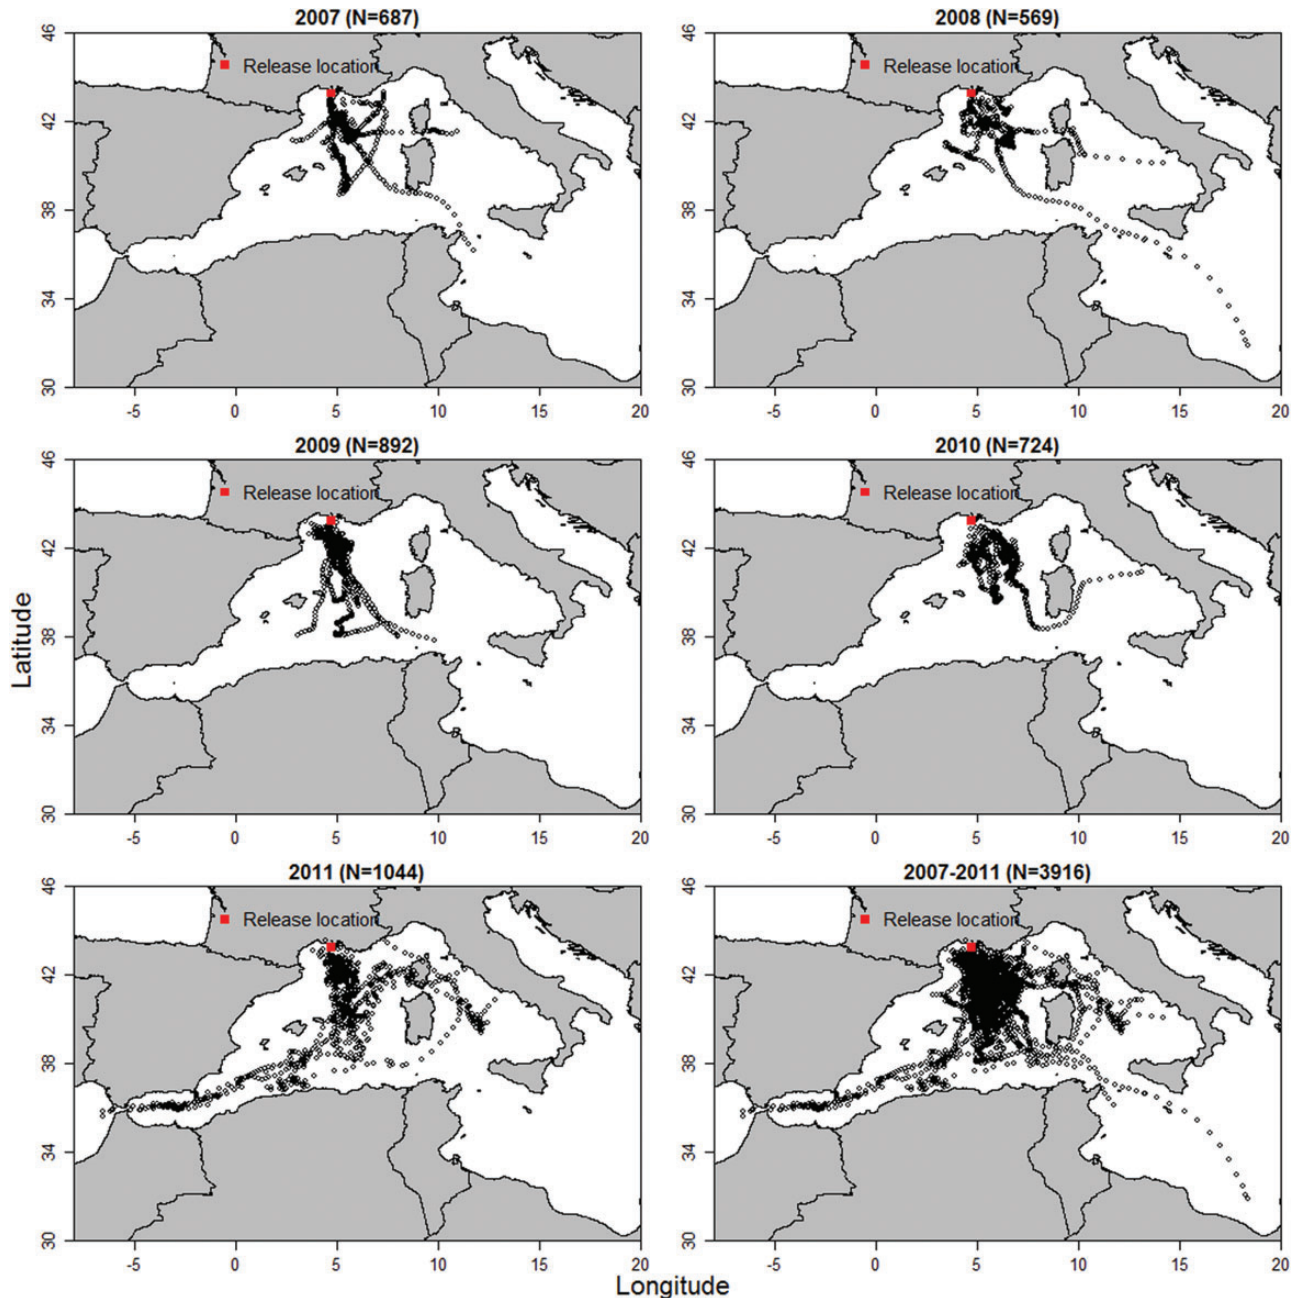 2007 (N=687)
46
42
38
34
30
Release location
-5 0 5 10 15 20
2008 (N=569)
46
42
38
34
30
Release location
-5 0 5 10 15 20
2009 (N=892)
46
42
38
34
30
Release location
-5 0 5 10 15 20
2010 (N=724)
46
42
38
34
30
Release location
-5 0 5 10 15 20
Latitude
2011 (N=1044)
46
42
38
34
30
Release location
-5 0 5 10 15 20
2007-2011 (N=3916)
46
42
38
34
30
Release location
-5 0 5 10 15 20
Longitude